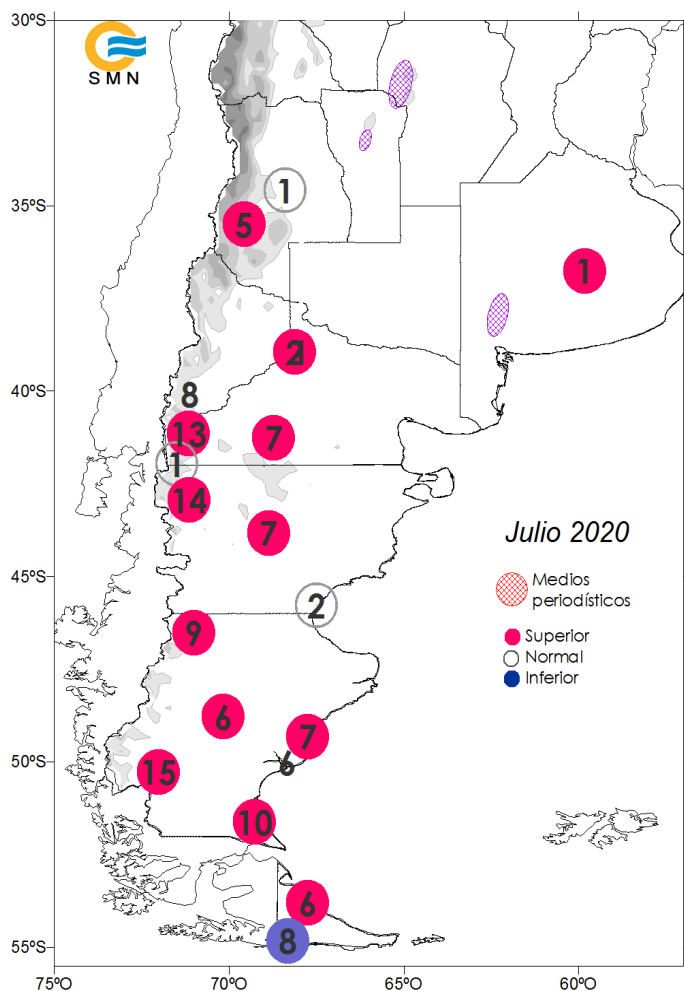 30ºS
SMN
1
35ºS
5
1
2
40ºS
8
13
7
1
14
7
Julio 2020
45ºS
Medios
periodísticos
2
9
Superior
Normal
Inferior
6
7
50ºS
6
15
10
6
8
55ºS
75ºO
70ºO
65ºO
60ºO